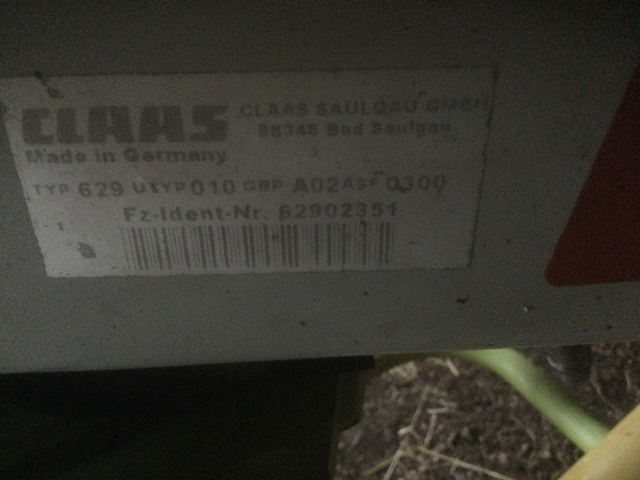 CLAAS CLAAS SAULGAU GMBH
88348 Bad Saulgau
Made in Germany
TYP 629 UTYP 010 GRP A02 ASF 0300
Fz-Ident-Nr. 62902351